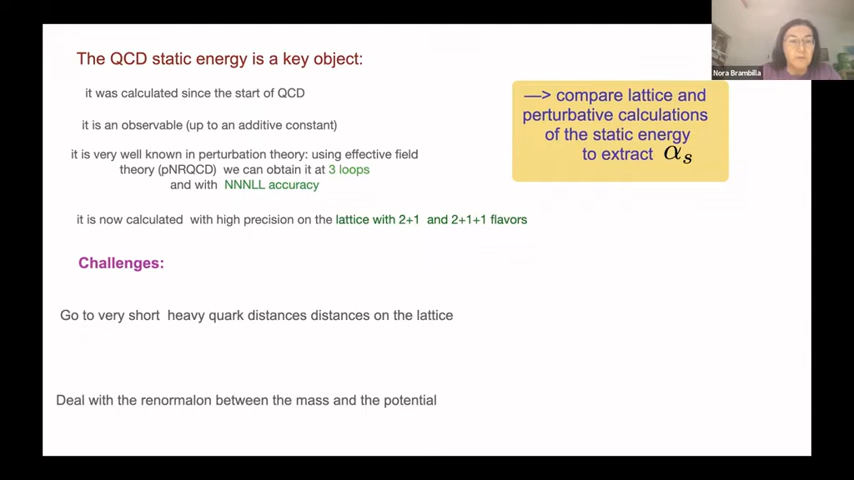 The QCD static energy is a key object:
it was calculated since the start of QCD
it is an observable (up to an additive constant)
it is very well known in perturbation theory: using effective field
theory (pNRQCD) we can obtain it at 3 loops
and with NNNLL accuracy
it is now calculated with high precision on the lattice with 2+1 and 2+1+1 flavors
—> compare lattice and
perturbative calculations
of the static energy
to extract αₛ
Nora Brambilla
Challenges:
Go to very short heavy quark distances distances on the lattice
Deal with the renormalon between the mass and the potential